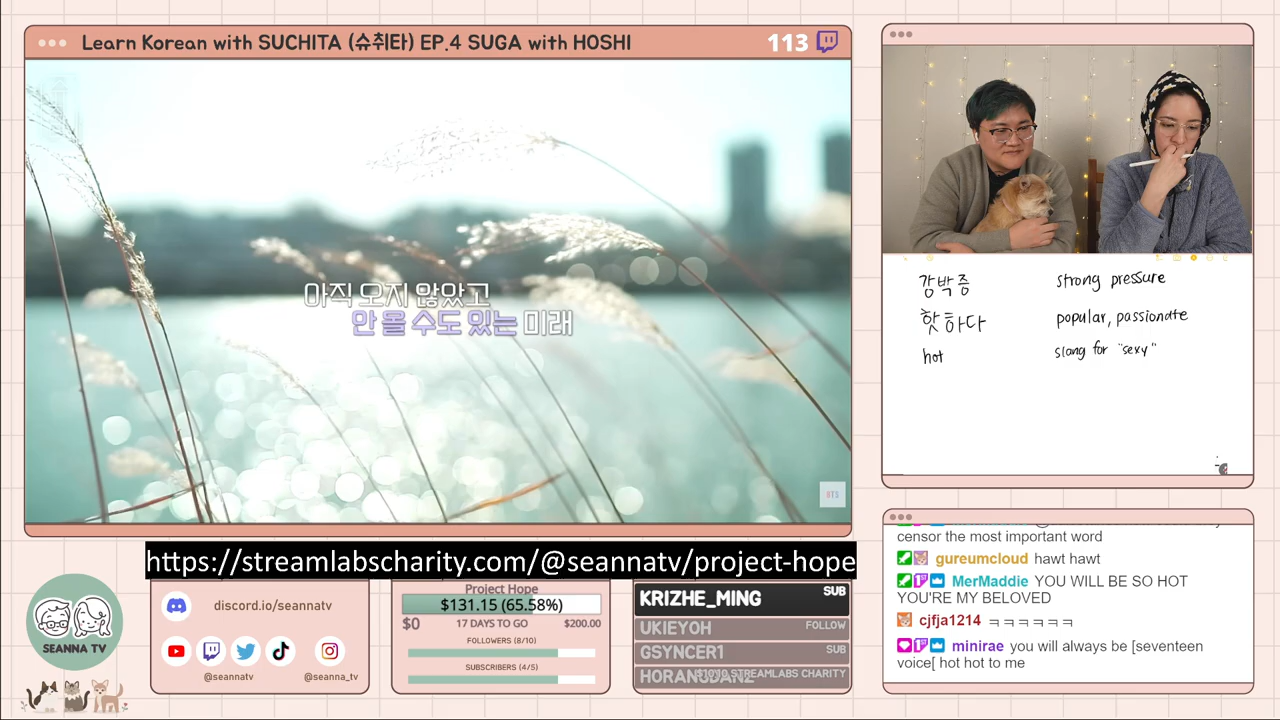 Learn Korean with SUCHITA (슈취타) EP.4 SUGA with HOSHI
113
아직 오지 않았고
안 올 수도 있는 미래
BTS
강박증 strong pressure
핫하다 popular, passionate
hot slang for "sexy"
https://streamlabscharity.com/@seannatv/project-hope
SEANNA TV
discord.io/seannatv
@seannatv
@seanna_tv
Project Hope
$131.15 (65.58%)
$0 17 DAYS TO GO $200.00
FOLLOWERS (8/10)
SUBSCRIBERS (4/5)
KRIZHE_MING SUB
UKIEYOH FOLLOW
GSYNCER1 SUB
HORANGDANZ STREAMLABS CHARITY
censor the most important word
gureumcloud hawt hawt
MerMaddie YOU WILL BE SO HOT
YOU'RE MY BELOVED
cjfja1214 ㅋㅋㅋㅋㅋㅋ
minirae you will always be [seventeen
voice[ hot hot to me